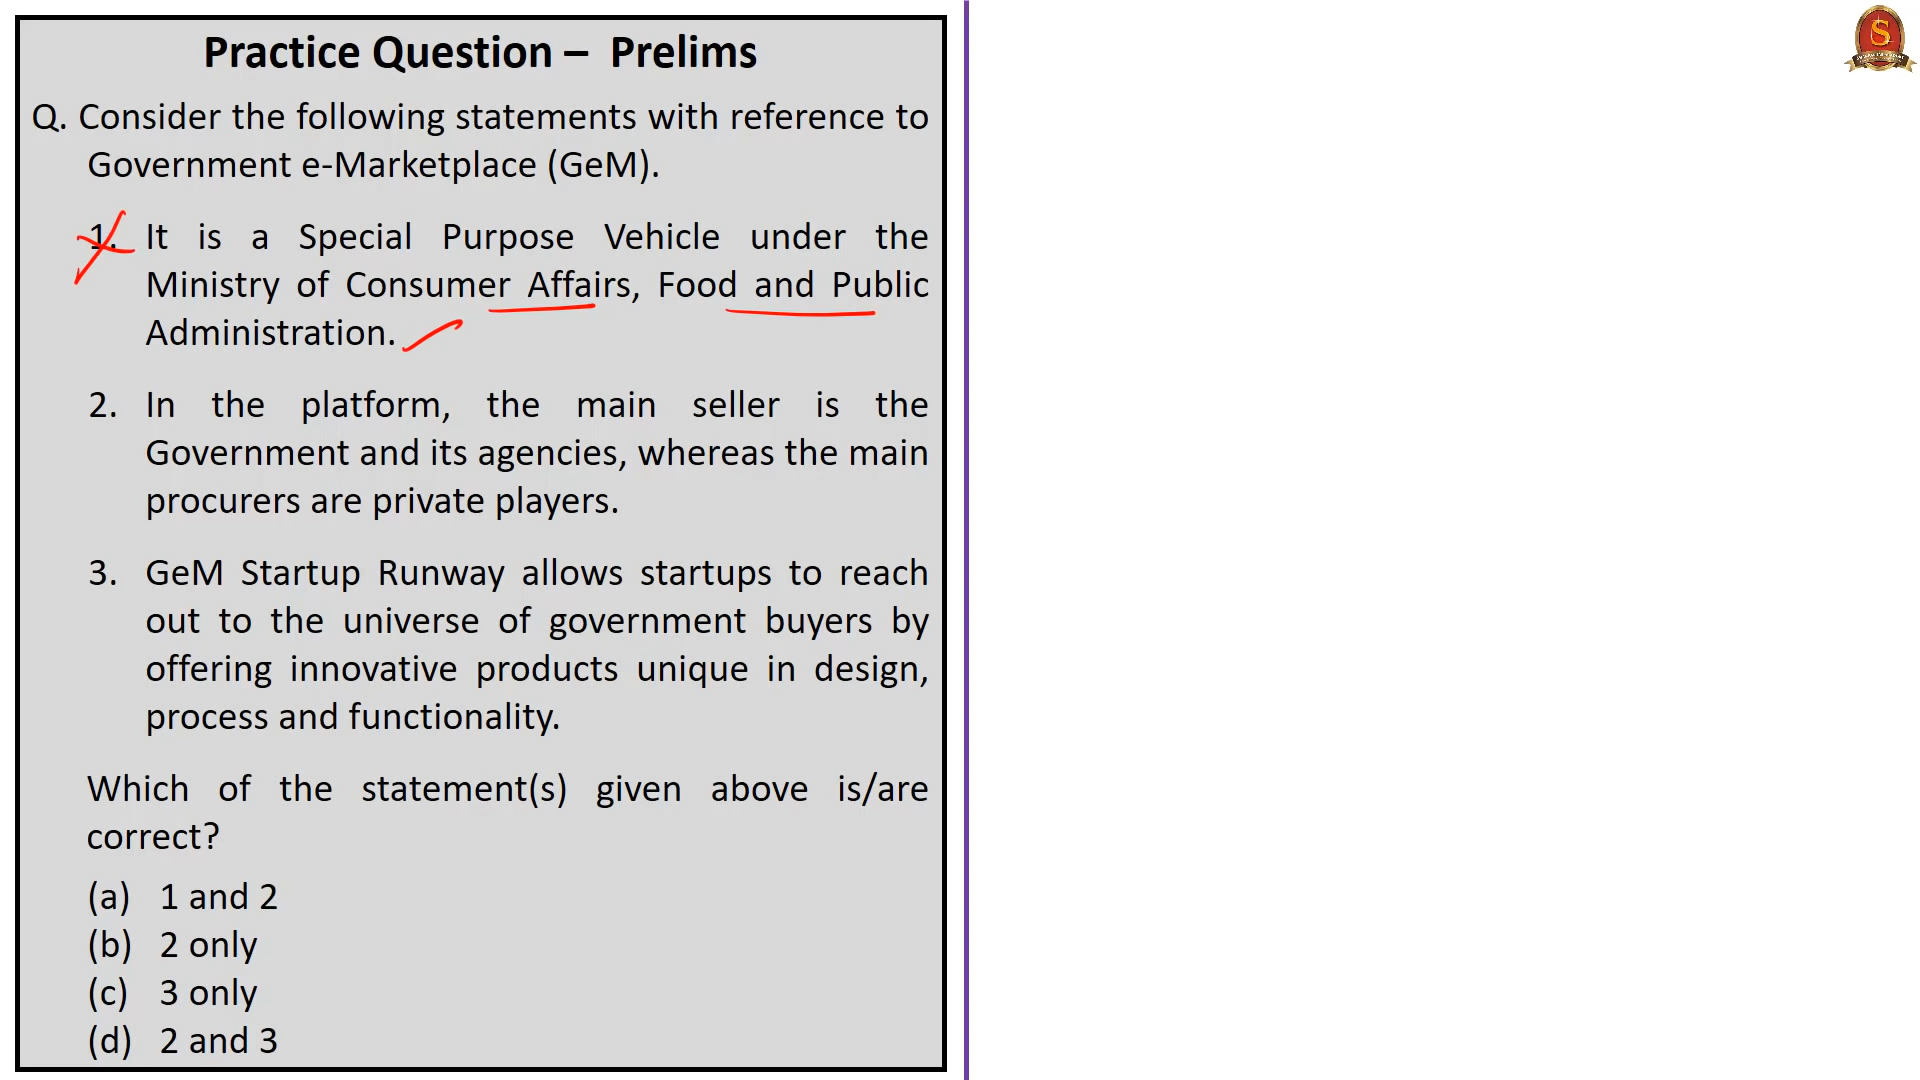 Practice Question – Prelims
Q. Consider the following statements with reference to
Government e-Marketplace (GeM).
1. It is a Special Purpose Vehicle under the
Ministry of Consumer Affairs, Food and Public
Administration.
2. In the platform, the main seller is the
Government and its agencies, whereas the main
procurers are private players.
3. GeM Startup Runway allows startups to reach
out to the universe of government buyers by
offering innovative products unique in design,
process and functionality.
Which of the statement(s) given above is/are
correct?
(a) 1 and 2
(b) 2 only
(c) 3 only
(d) 2 and 3
S